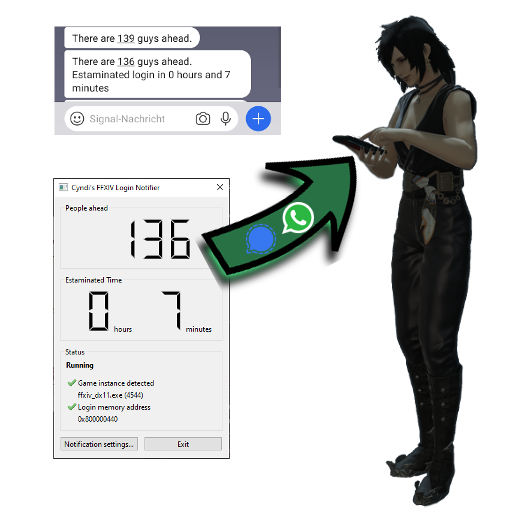 There are 139 guys ahead.
There are 136 guys ahead.
Estaminated login in 0 hours and 7
minutes
Signal-Nachricht
Cyndi's FFXIV Login Notifier
People ahead
136
Estaminated Time
0 hours 7 minutes
Status
Running
Game instance detected
ffxiv_dx11.exe (4544)
Login memory address
0x800000440
Notification settings... Exit